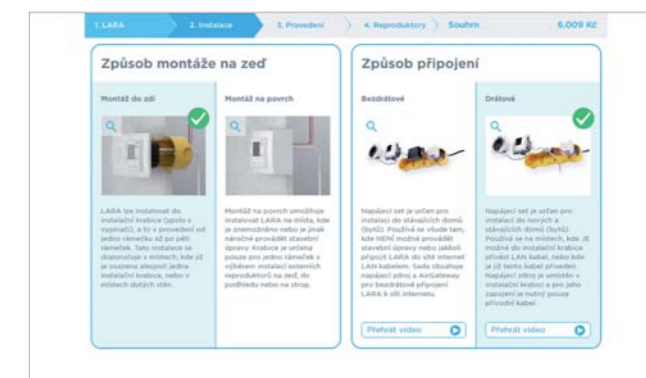 1. LARA
2. Instalace
3. Provedení
4. Reproduktory
Souhrn
6.009 Kč
Způsob montáže na zeď
Montáž do zdi
LARA lze instalovat do
instalační krabice (spolu s
vypínači), a to v provedení od
jedno rámečku až po pěti
rámeček. Tato instalace se
doporučuje v místech, kde již
je osazena alespoň jedna
instalační krabice, nebo v
místech dutých stěn.
Montáž na povrch
Montáž na povrch umožňuje
instalovat LARA na místa, kde
je znemožněno nebo je jinak
náročné provádět stavební
úpravy. Krabice je určena
pouze pro jedno rámeček s
výběrem instalací externích
reproduktorů na zeď, do
podhledu nebo na strop.
Způsob připojení
Bezdrátové
Napájecí set je určen pro
instalaci do stávajících domů
(bytů). Používá se všude tam,
kde NENÍ možné provádět
stavební úpravy nebo jakkoli
připojit LARA do sítě internet
LAN kabelem. Sada obsahuje
napájecí zdroj a AirGateway
pro bezdrátové připojení
LARA k síti internetu.
Přehrát video
Drátové
Napájecí set je určen pro
instalaci do nových a
stávajících domů (bytů)
Používá se na místech, kde JE
možné do instalační krabice
přivést LAN kabel, nebo kde
je již tento kabel přiveden.
Napájecí zdroj je umístěn v
instalační krabici a pro jeho
zapojení je nutný pouze
přívodní kabel.
Přehrát video